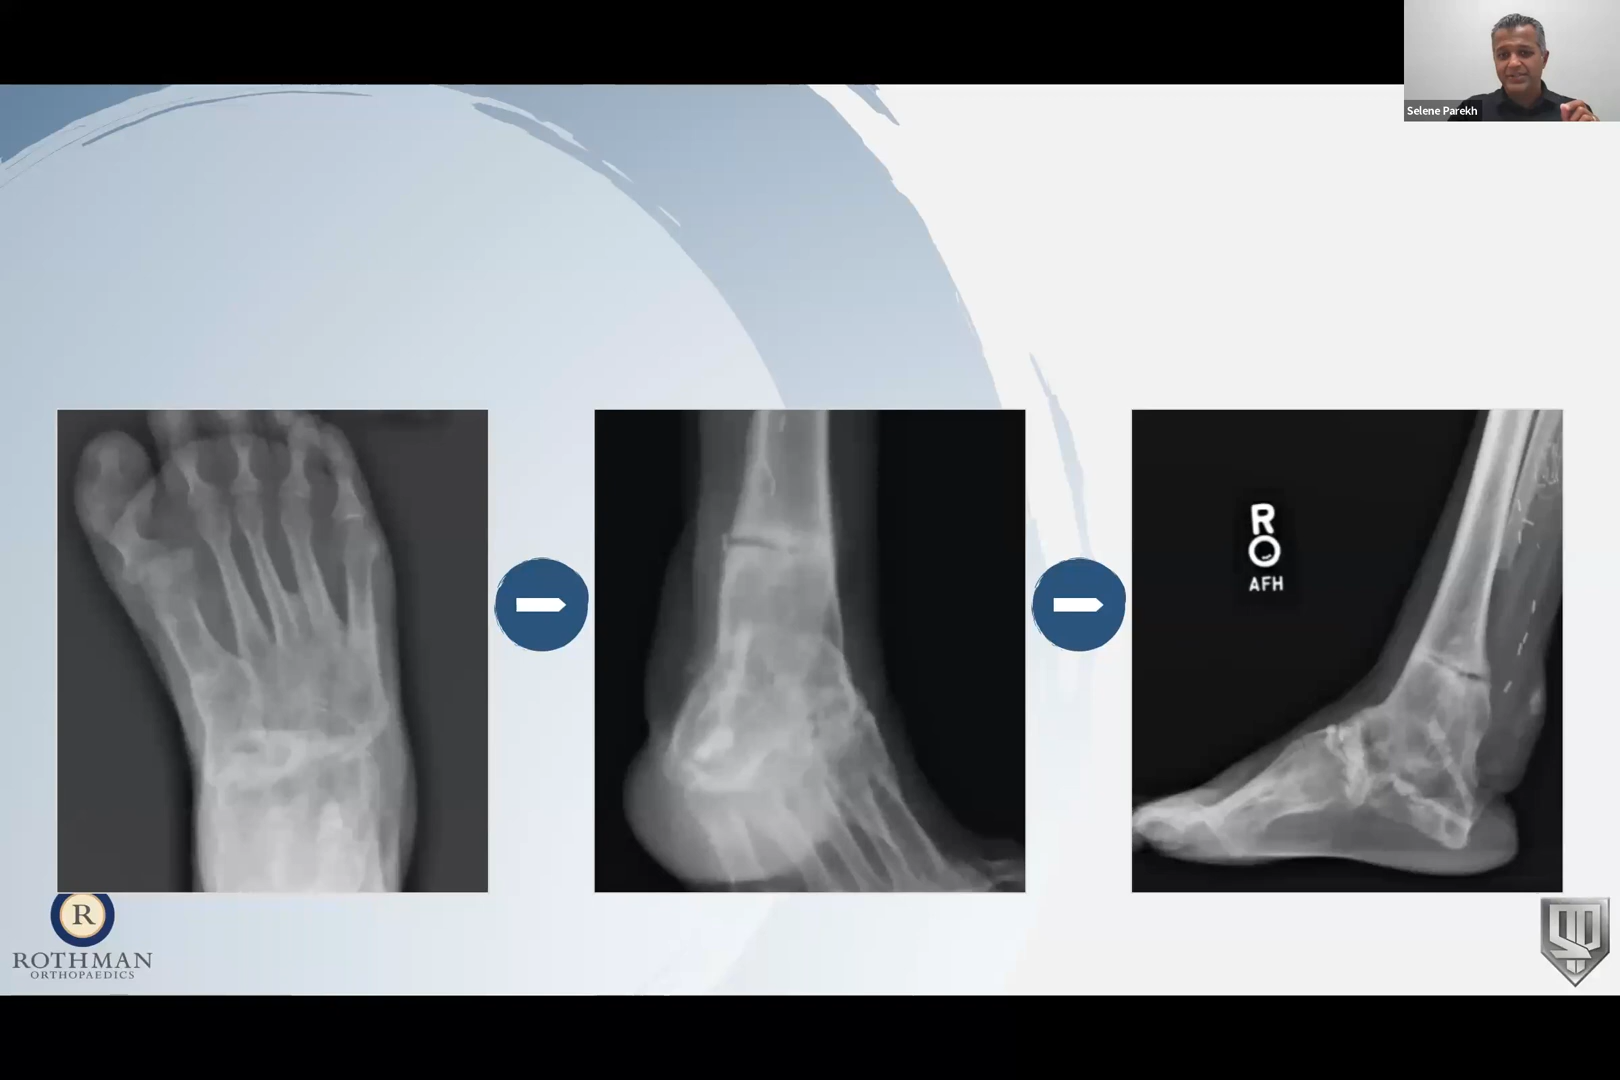 Selene Parekh
R
AFH
R
ROTHMAN
ORTHOPAEDICS